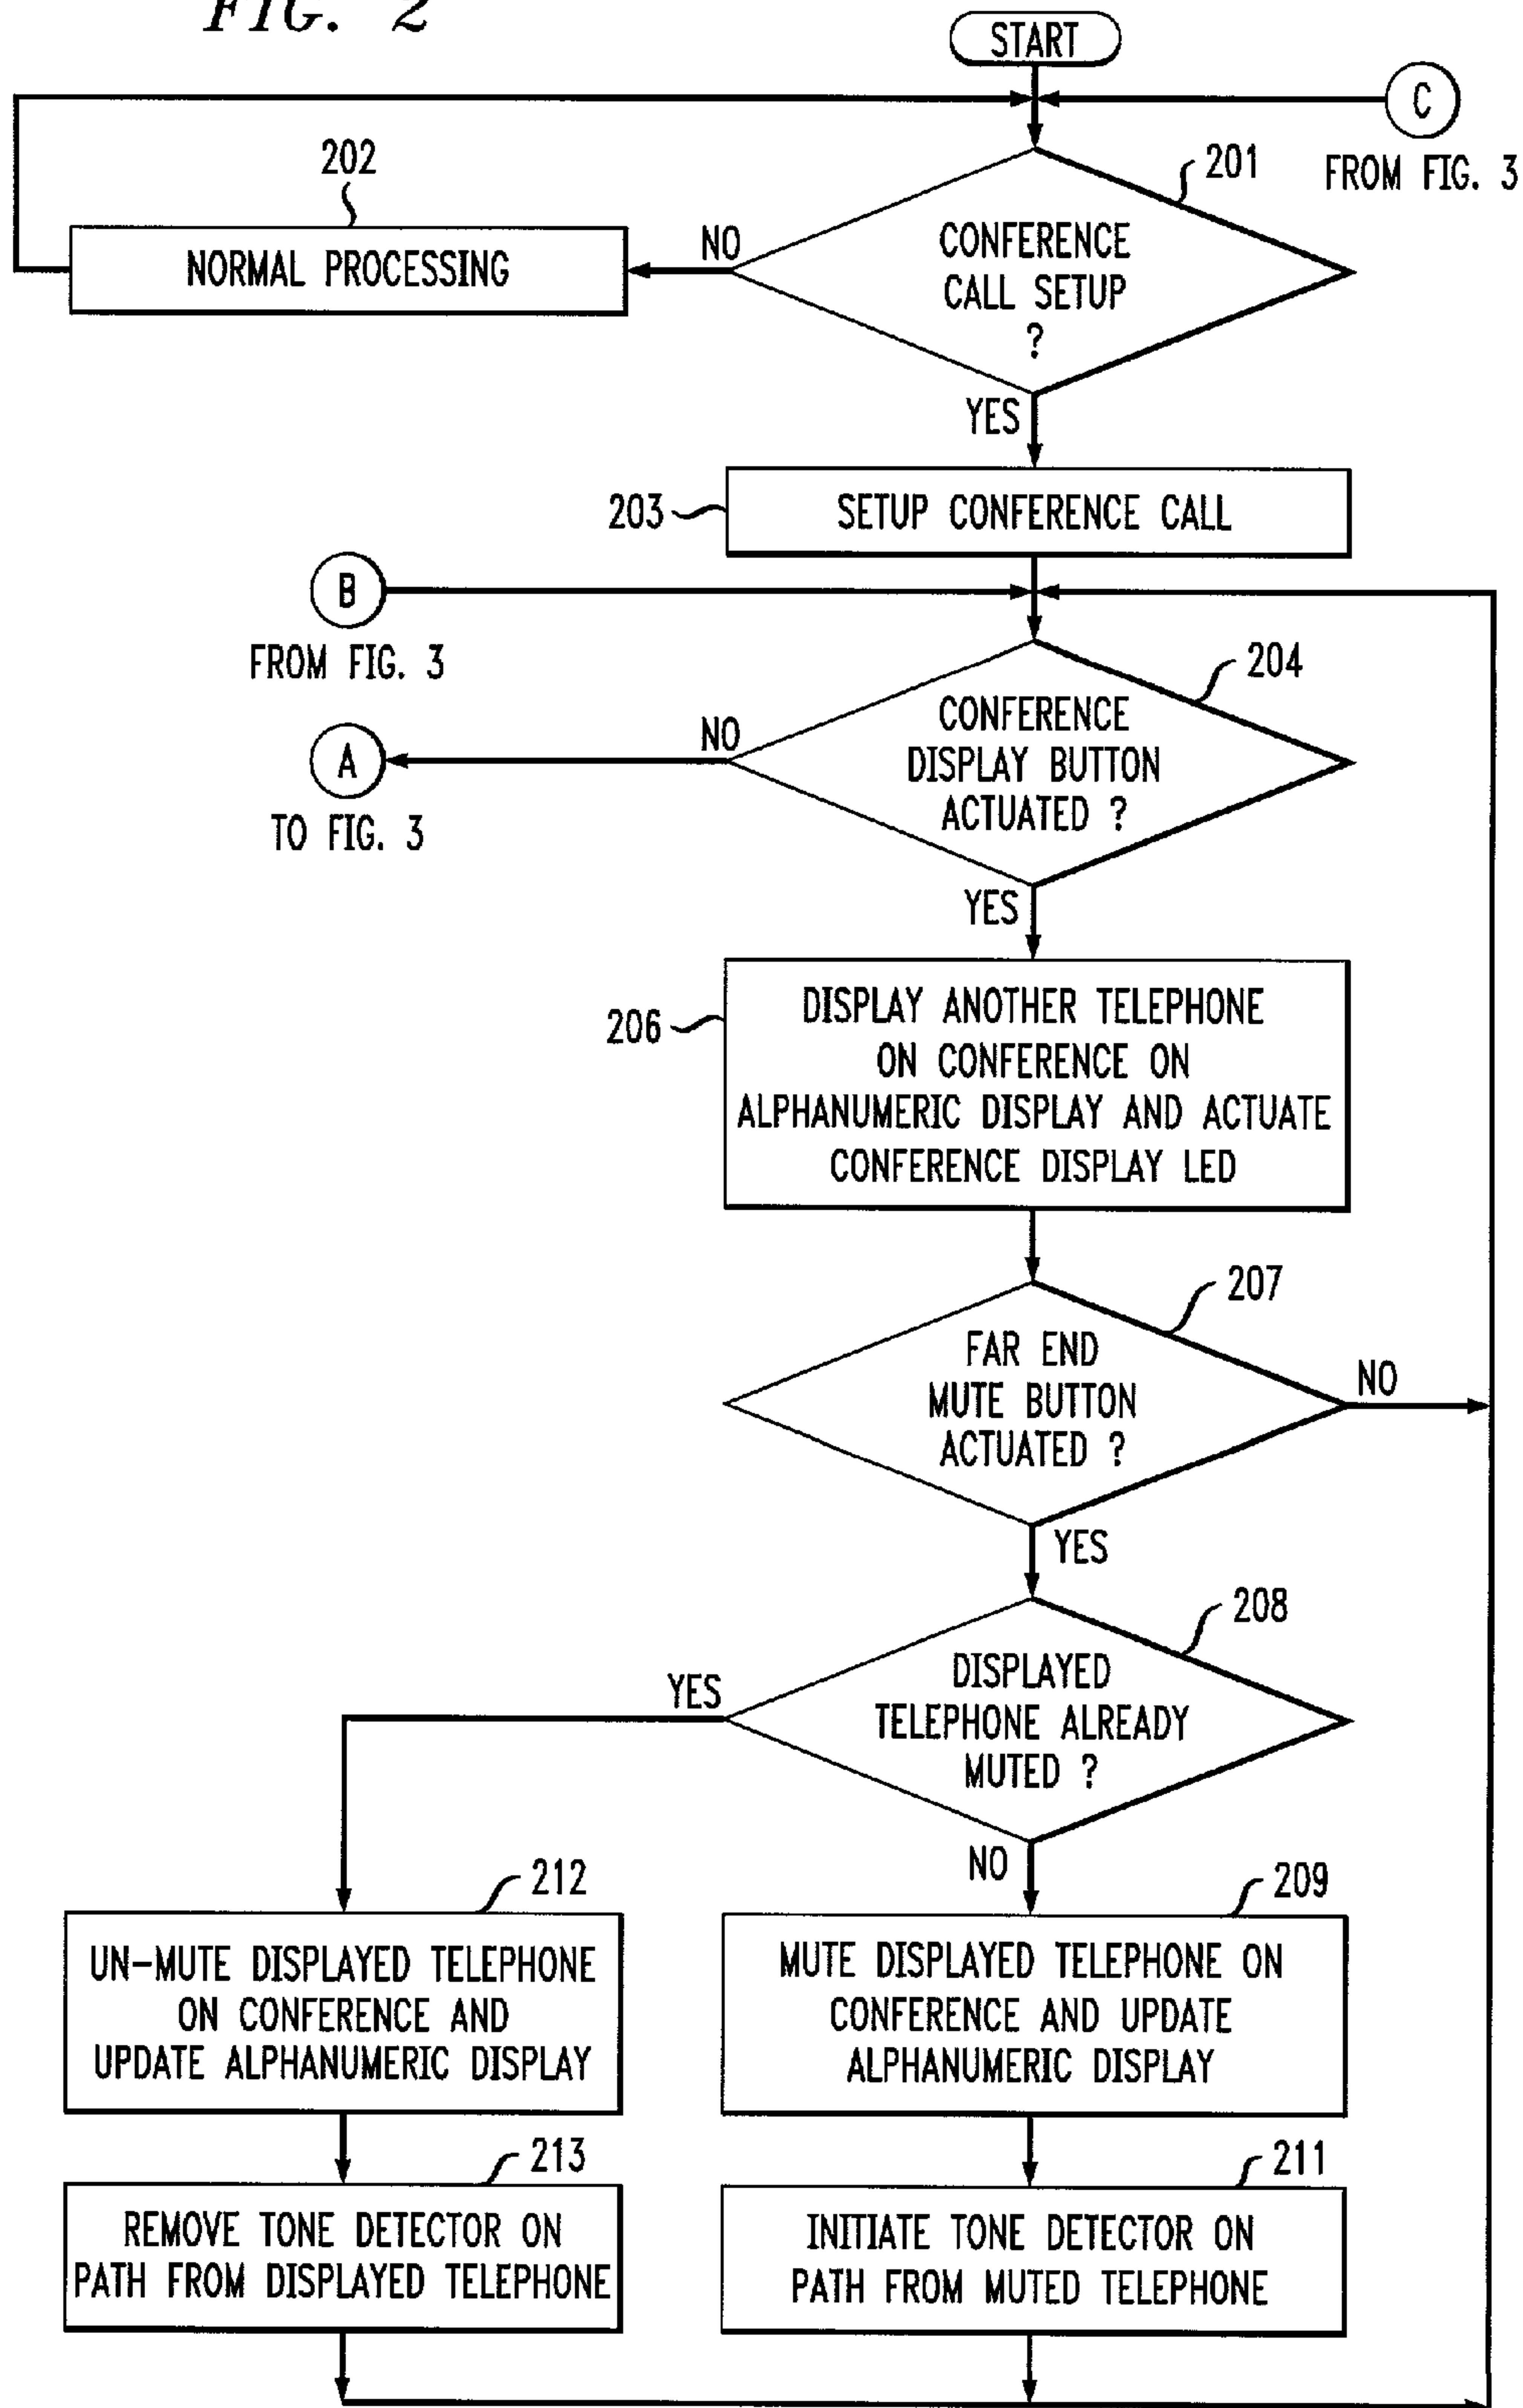 FIG. 2
START
C
FROM FIG. 3
201
202
NORMAL PROCESSING
NO
CONFERENCE
CALL SETUP
?
YES
203
SETUP CONFERENCE CALL
B
FROM FIG. 3
204
CONFERENCE
DISPLAY BUTTON
ACTUATED ?
NO
A
TO FIG. 3
YES
206
DISPLAY ANOTHER TELEPHONE
ON CONFERENCE ON
ALPHANUMERIC DISPLAY AND ACTUATE
CONFERENCE DISPLAY LED
207
FAR END
MUTE BUTTON
ACTUATED ?
NO
YES
208
DISPLAYED
TELEPHONE ALREADY
MUTED ?
YES
NO
212
UN-MUTE DISPLAYED TELEPHONE
ON CONFERENCE AND
UPDATE ALPHANUMERIC DISPLAY
209
MUTE DISPLAYED TELEPHONE ON
CONFERENCE AND UPDATE
ALPHANUMERIC DISPLAY
213
REMOVE TONE DETECTOR ON
PATH FROM DISPLAYED TELEPHONE
211
INITIATE TONE DETECTOR ON
PATH FROM MUTED TELEPHONE